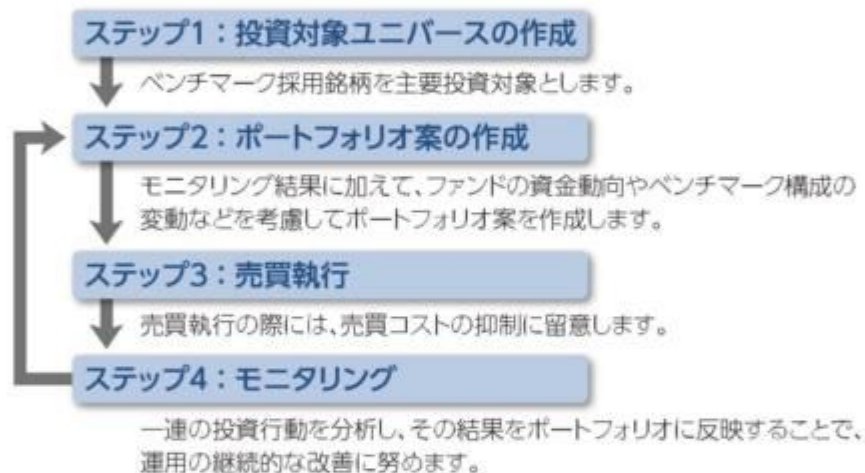 ステップ1：投資対象ユニバースの作成
ベンチマーク採用銘柄を主要投資対象とします。
ステップ2：ポートフォリオ案の作成
モニタリング結果に加えて、ファンドの資金動向やベンチマーク構成の
変動などを考慮してポートフォリオ案を作成します。
ステップ3：売買執行
売買執行の際には、売買コストの抑制に留意します。
ステップ4：モニタリング
一連の投資行動を分析し、その結果をポートフォリオに反映することで、
運用の継続的な改善に努めます。